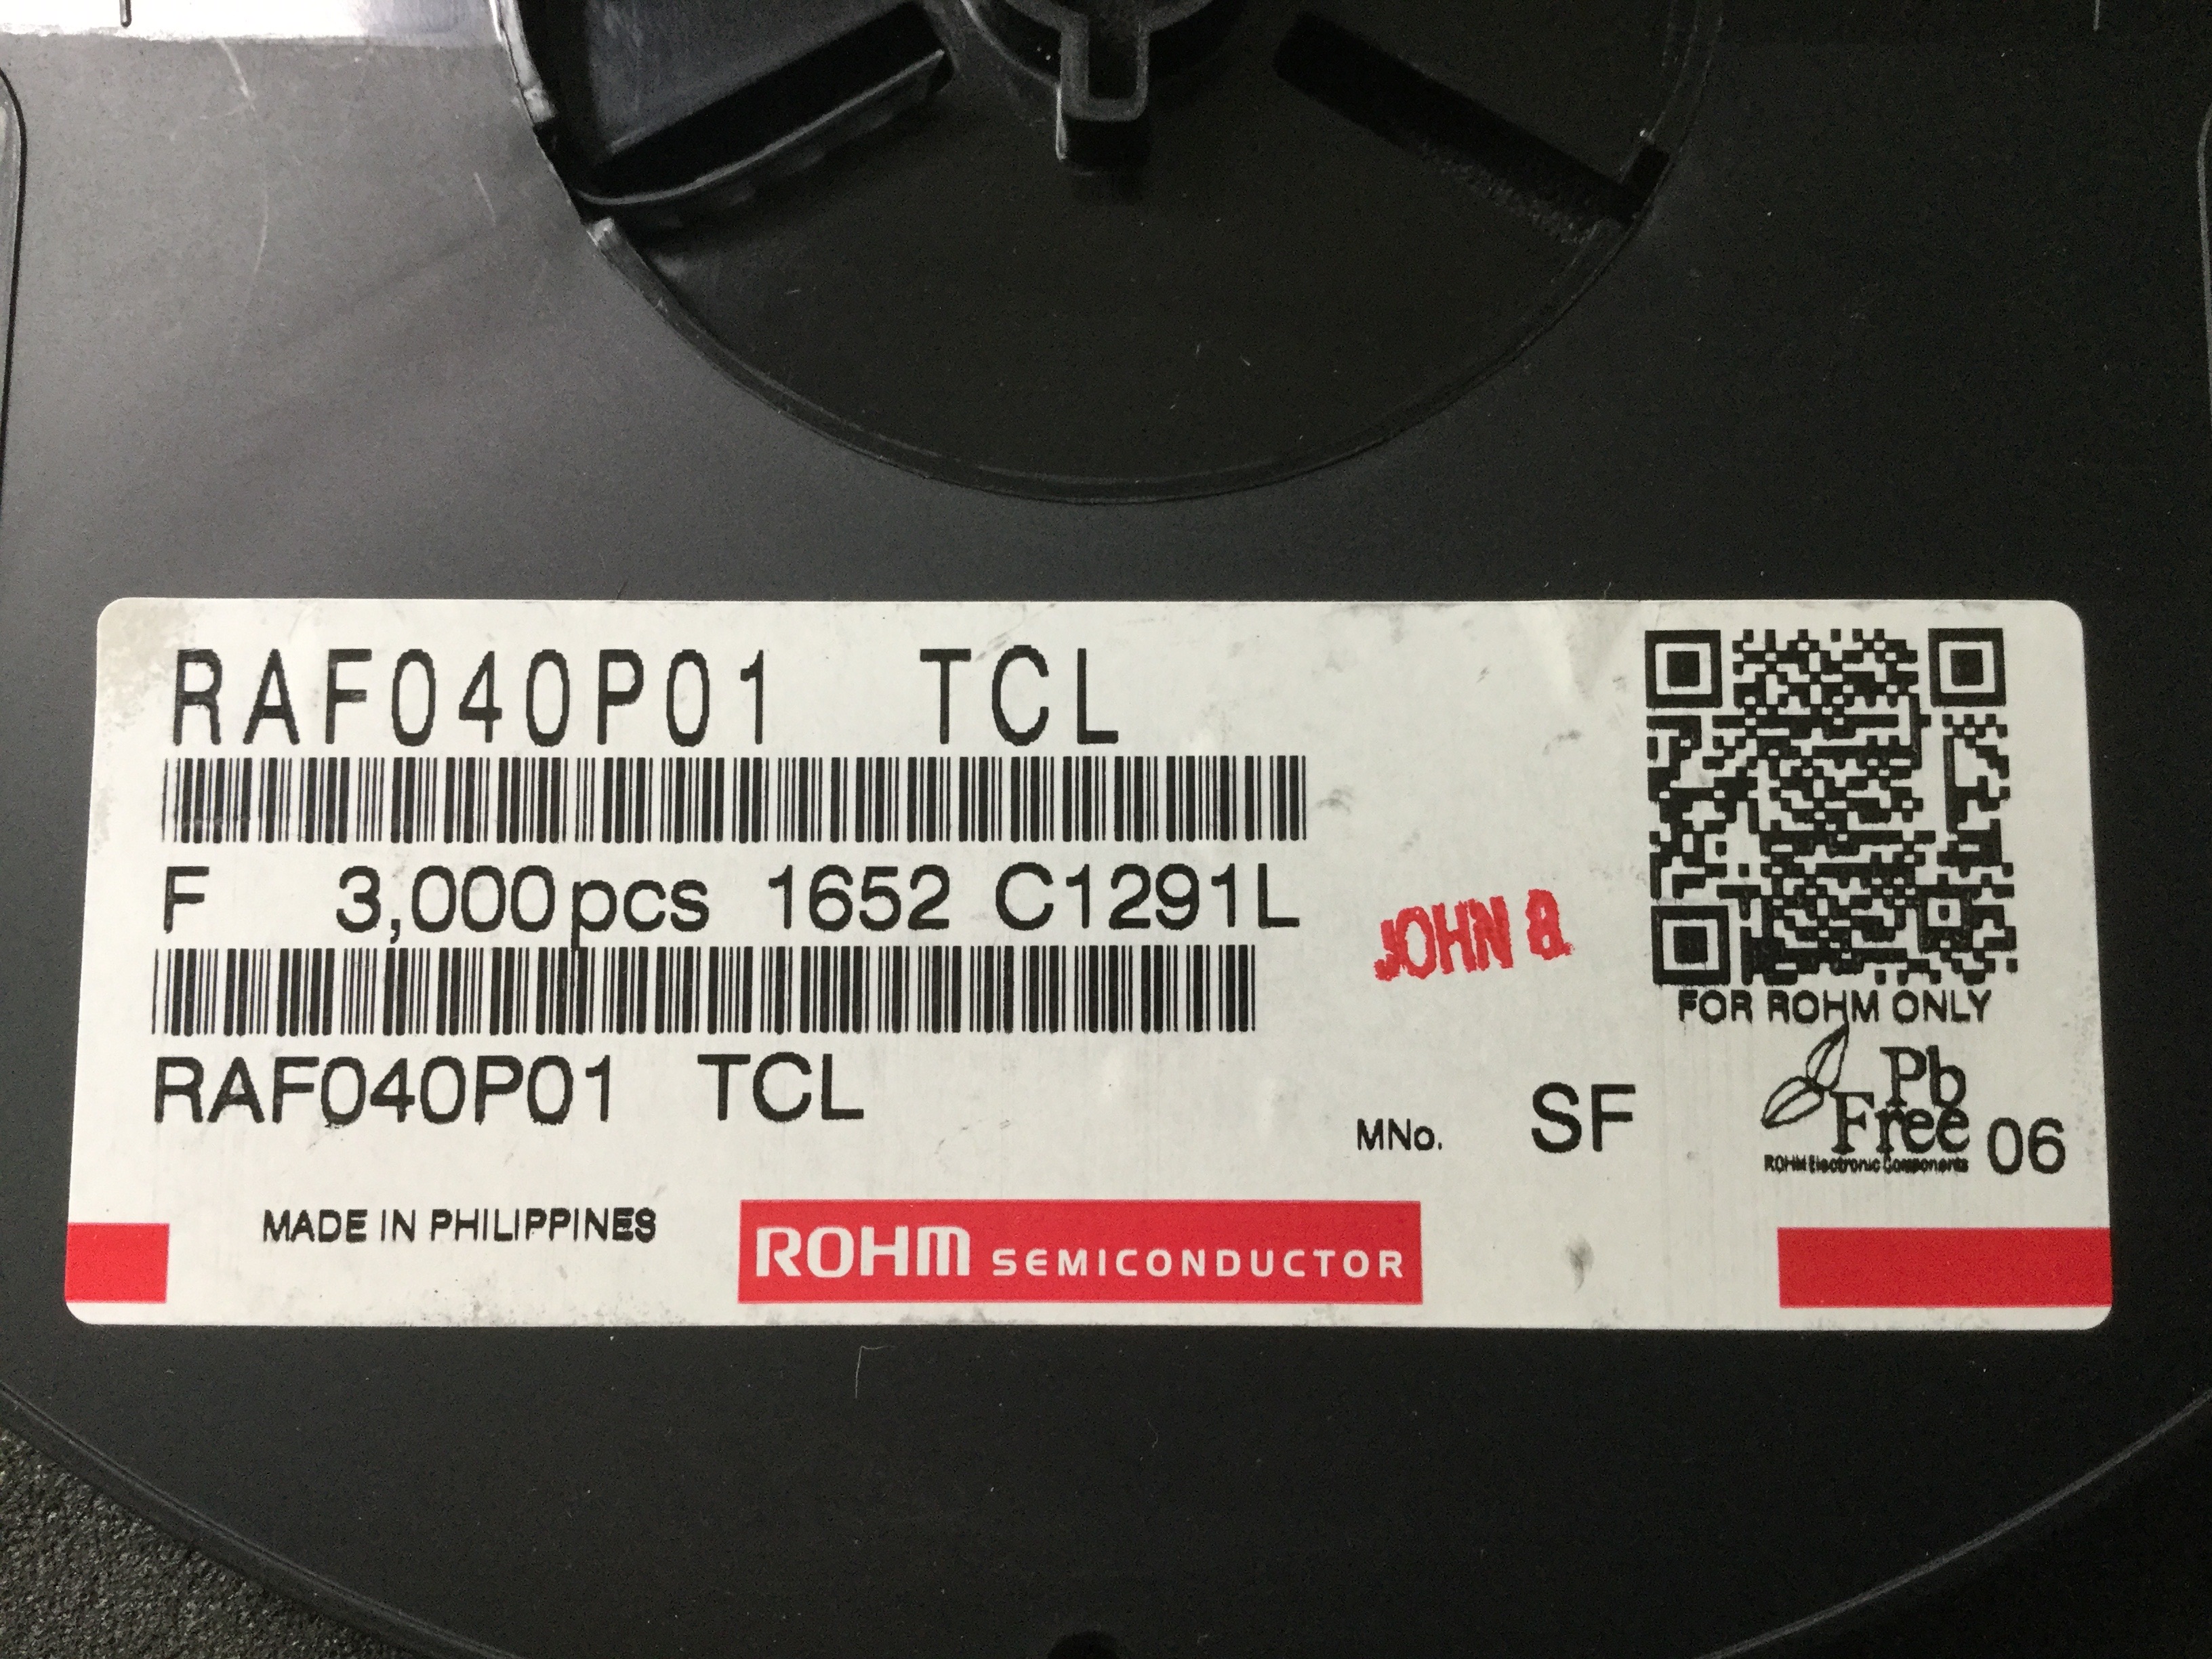 RAF040P01 TCL
F 3,000pcs 1652 C1291L
JOHN
FOR ROHM ONLY
RAF040P01 TCL
MNo. SF
Pb
Free 06
ROHM Electronic Components
MADE IN PHILIPPINES
ROHM SEMICONDUCTOR